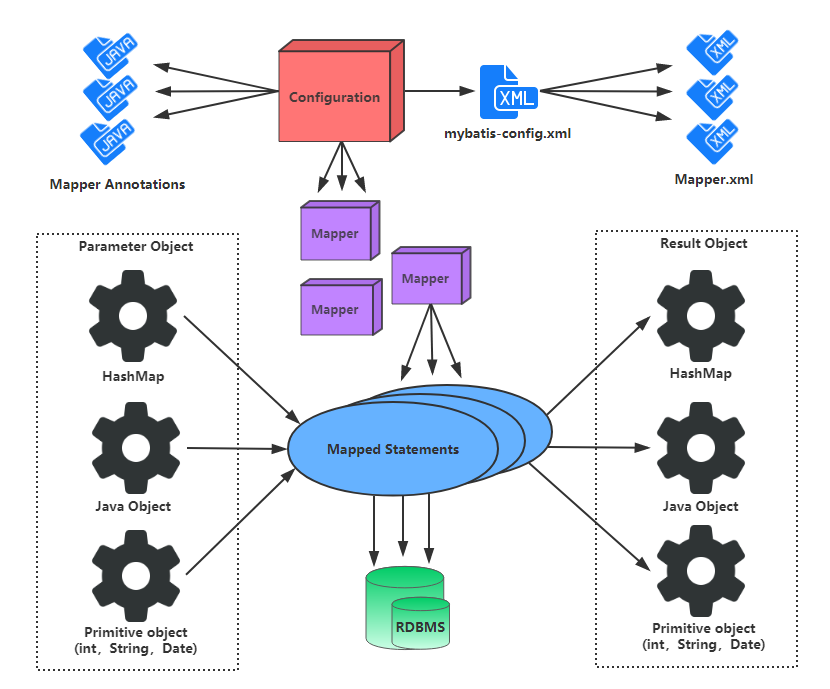 JAVA
JAVA
JAVA
Mapper Annotations
Configuration
XML
mybatis-config.xml
XML
XML
XML
Mapper.xml
Mapper
Mapper
Mapper
Parameter Object
HashMap
Java Object
Primitive object
(int，String，Date)
Mapped Statements
RDBMS
Result Object
HashMap
Java Object
Primitive object
(int，String，Date)